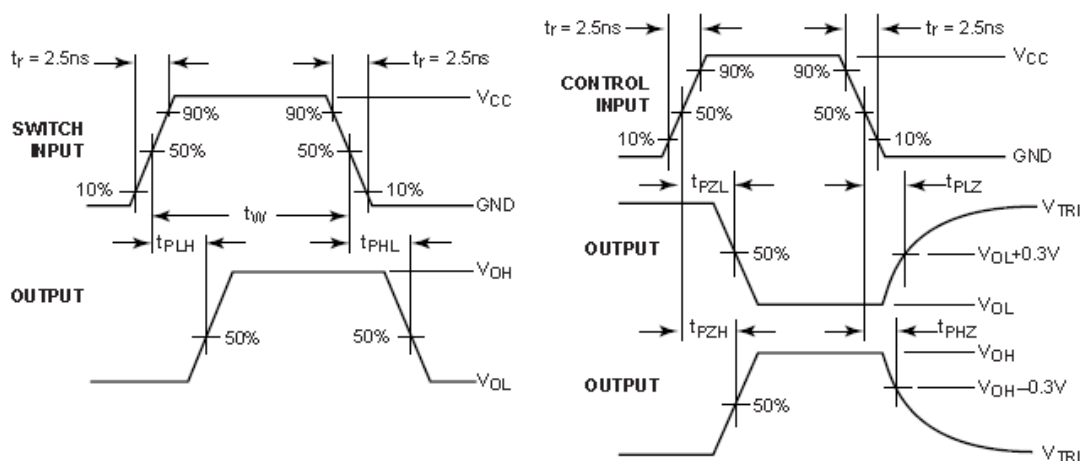 tr = 2.5ns
tr = 2.5ns
VCC
90%
90%
SWITCH
INPUT
50%
50%
10%
10%
GND
tW
tPLH
tPHL
VOH
OUTPUT
50%
50%
VOL
tr = 2.5ns
tr = 2.5ns
VCC
90%
90%
CONTROL
INPUT
50%
50%
10%
10%
GND
tPZL
tPLZ
VTRI
OUTPUT
50%
VOL+0.3V
VOL
tPZH
tPHZ
VOH
OUTPUT
VOH–0.3V
50%
VTRI